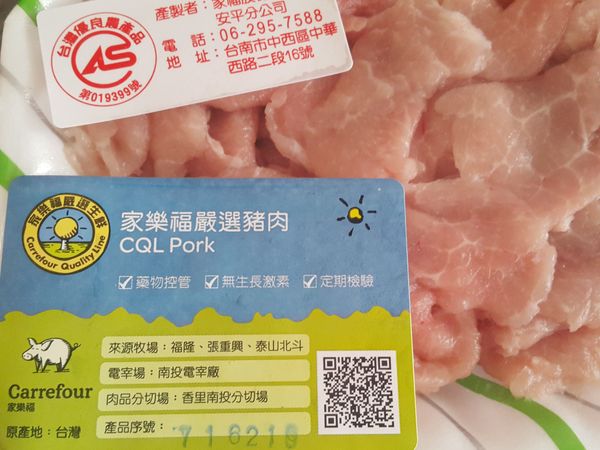 產製者：家福股
安平分公司
電 話：06-295-7588
地 址：台南市中西區中華
西路二段16號
台灣優良農產品
CAS
第019399號
家樂福嚴選生鮮
Carrefour Quality Line
家樂福嚴選豬肉
CQL Pork
藥物控管 無生長激素 定期檢驗
來源牧場：福隆、張重興、泰山北斗
電宰場：南投電宰廠
肉品分切場：香里南投分切場
產品序號： 716219
Carrefour
家樂福
原產地：台灣